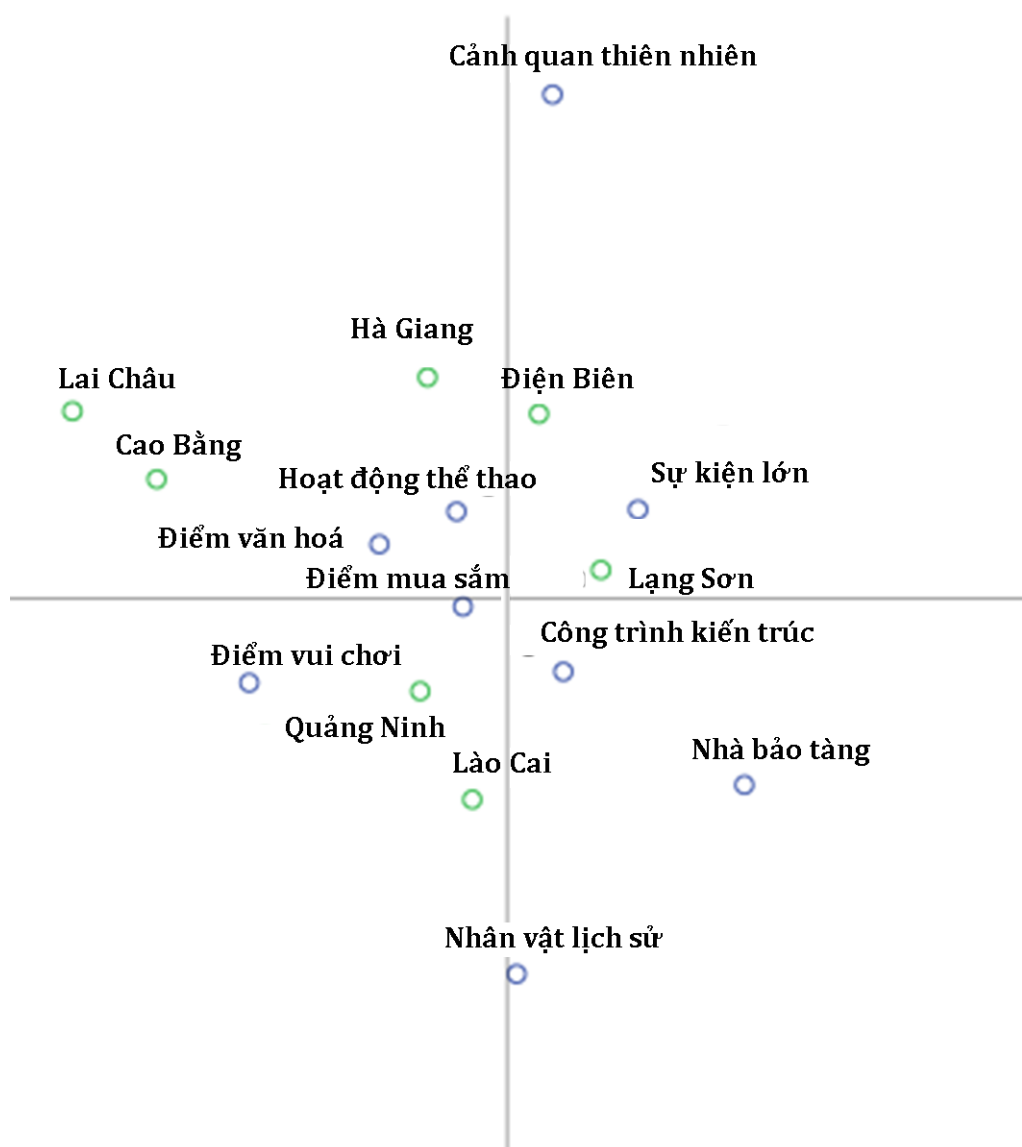 Cảnh quan thiên nhiên
Hà Giang
Lai Châu
Điện Biên
Cao Bằng
Hoạt động thể thao
Sự kiện lớn
Điểm văn hoá
Điểm mua sắm
Lạng Sơn
Công trình kiến trúc
Điểm vui chơi
Quảng Ninh
Nhà bảo tàng
Lào Cai
Nhân vật lịch sử